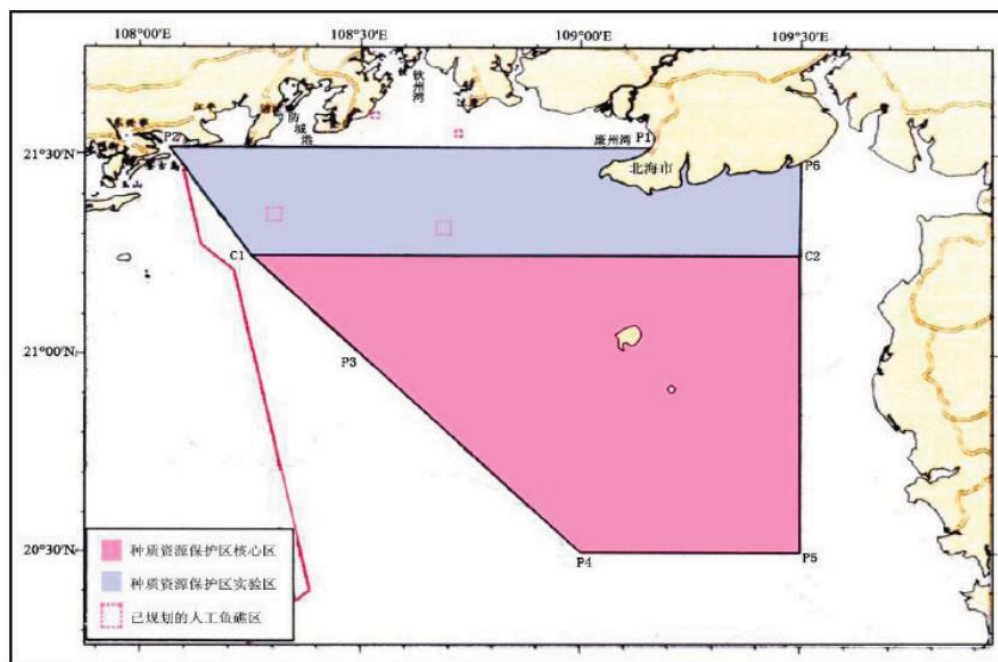 108°00'E
108°30'E
109°00'E
109°30'E
钦州湾
江平
防城港
P2
廉州湾
P1
21°30'N
北海市
P6
C1
C2
21°00'N
P3
种质资源保护区核心区
20°30'N
P4
P5
种质资源保护区实验区
已规划的人工鱼礁区